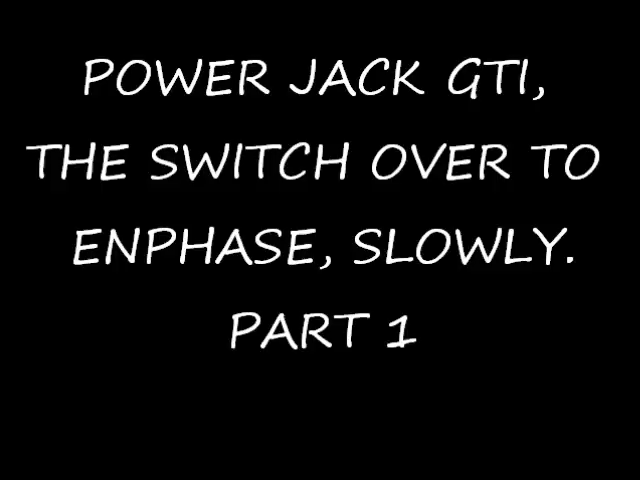 POWER JACK GTI,
THE SWITCH OVER TO
ENPHASE, SLOWLY.
PART 1